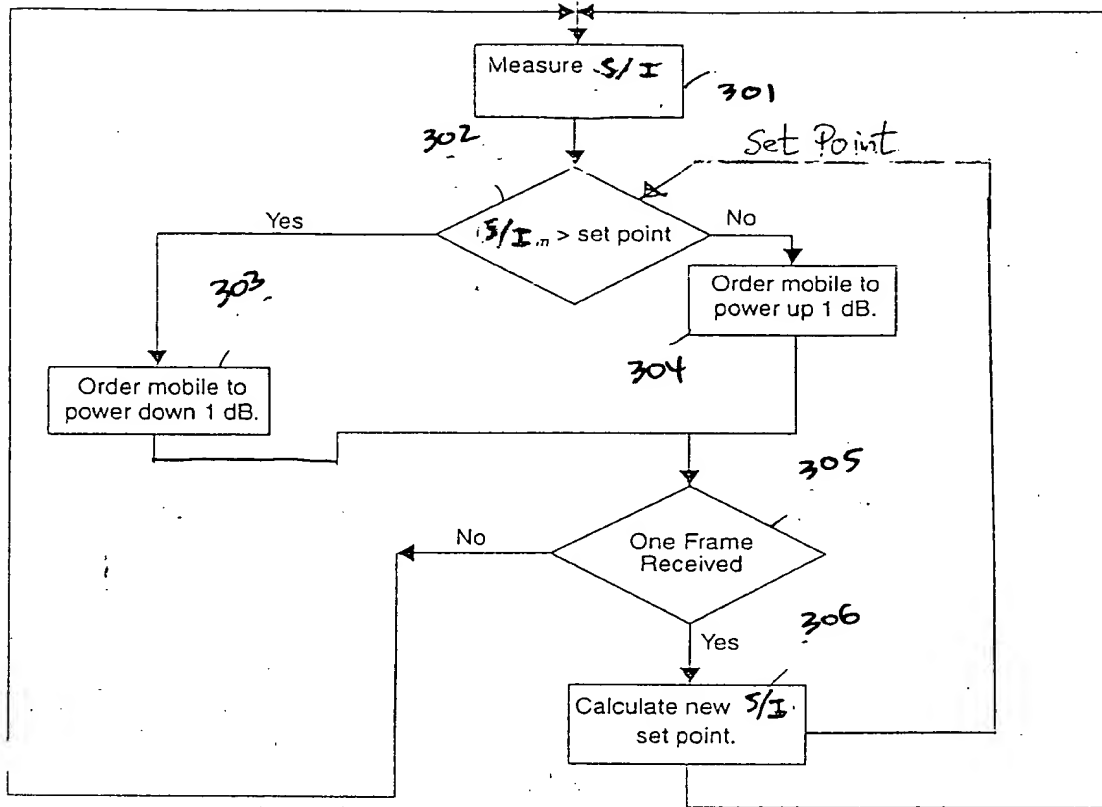 Measure S/I
301
302
Set Point
Yes
S/I > set point
No
303
Order mobile to
power up 1 dB.
304
Order mobile to
power down 1 dB.
305
No
One Frame
Received
306
Yes
Calculate new S/I
set point.